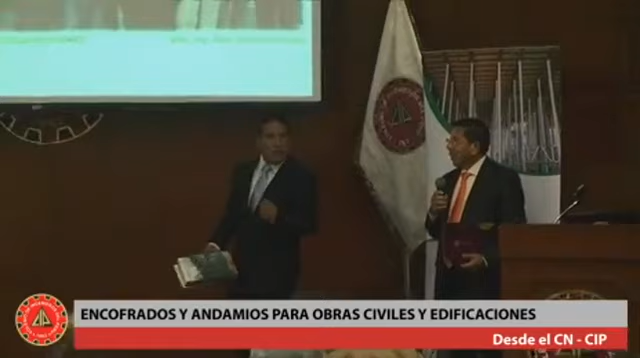 ENCOFRADOS Y ANDAMIOS PARA OBRAS CIVILES Y EDIFICACIONES
Desde el CN - CIP